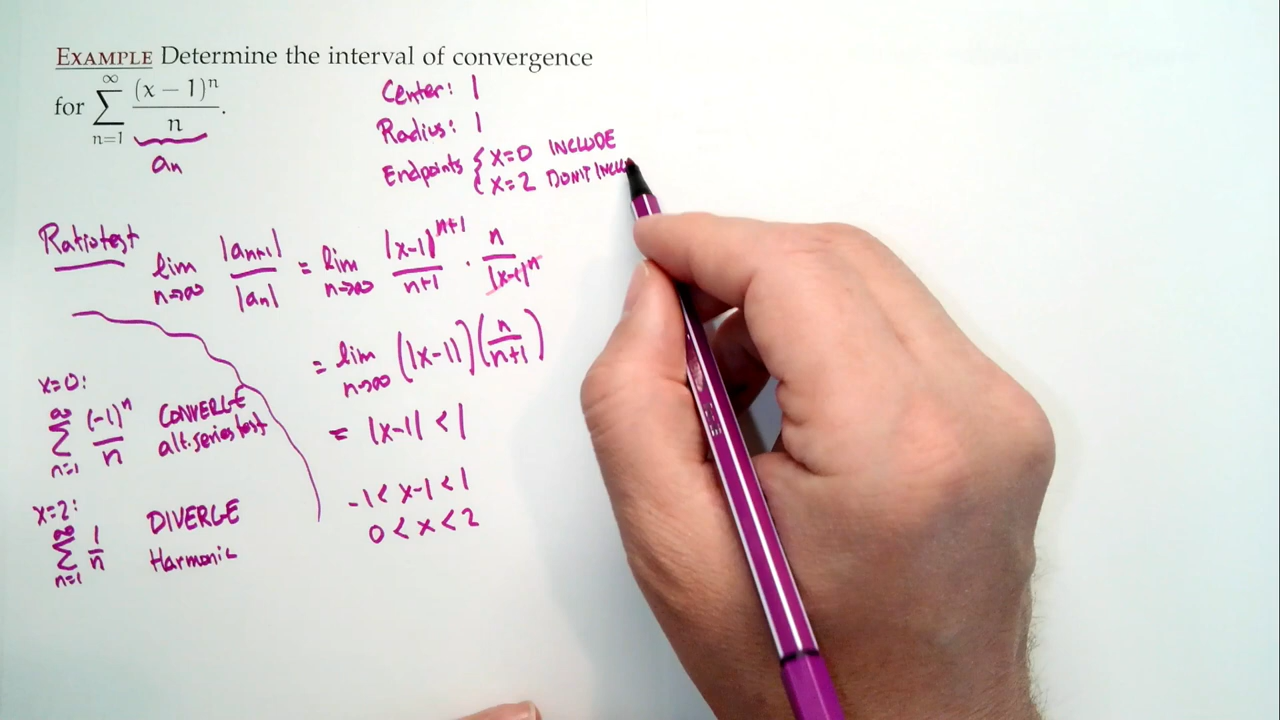 EXAMPLE Determine the interval of convergence
for ∑_{n=1}^{∞} (x − 1)^n / n .
a_n
Center: 1
Radius: 1
Endpoints { x=0 INCLUDE
x=2 DON'T INCLU
Ratio test
lim_{n→∞} |a_{n+1}| / |a_n| = lim_{n→∞} |x-1|^{n+1} / n+1 · n / |x-1|^n
= lim_{n→∞} (|x-1|)(n / n+1)
= |x-1| < 1
-1 < x-1 < 1
0 < x < 2
x=0:
∑_{n=1}^{∞} (-1)^n / n CONVERGE
alt. series test
x=2:
∑_{n=1}^{∞} 1/n DIVERGE
Harmonic